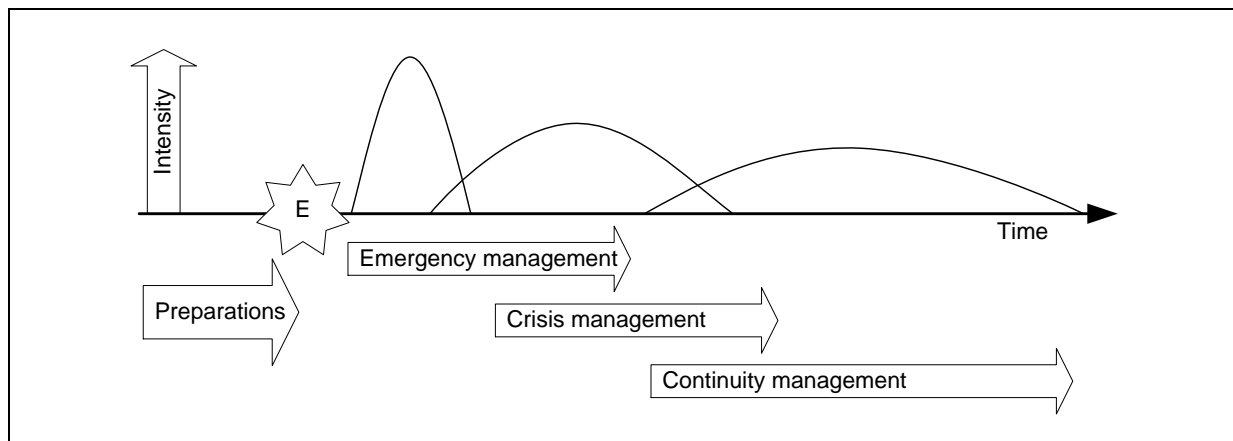 Intensity
E
Time
Emergency management
Preparations
Crisis management
Continuity management